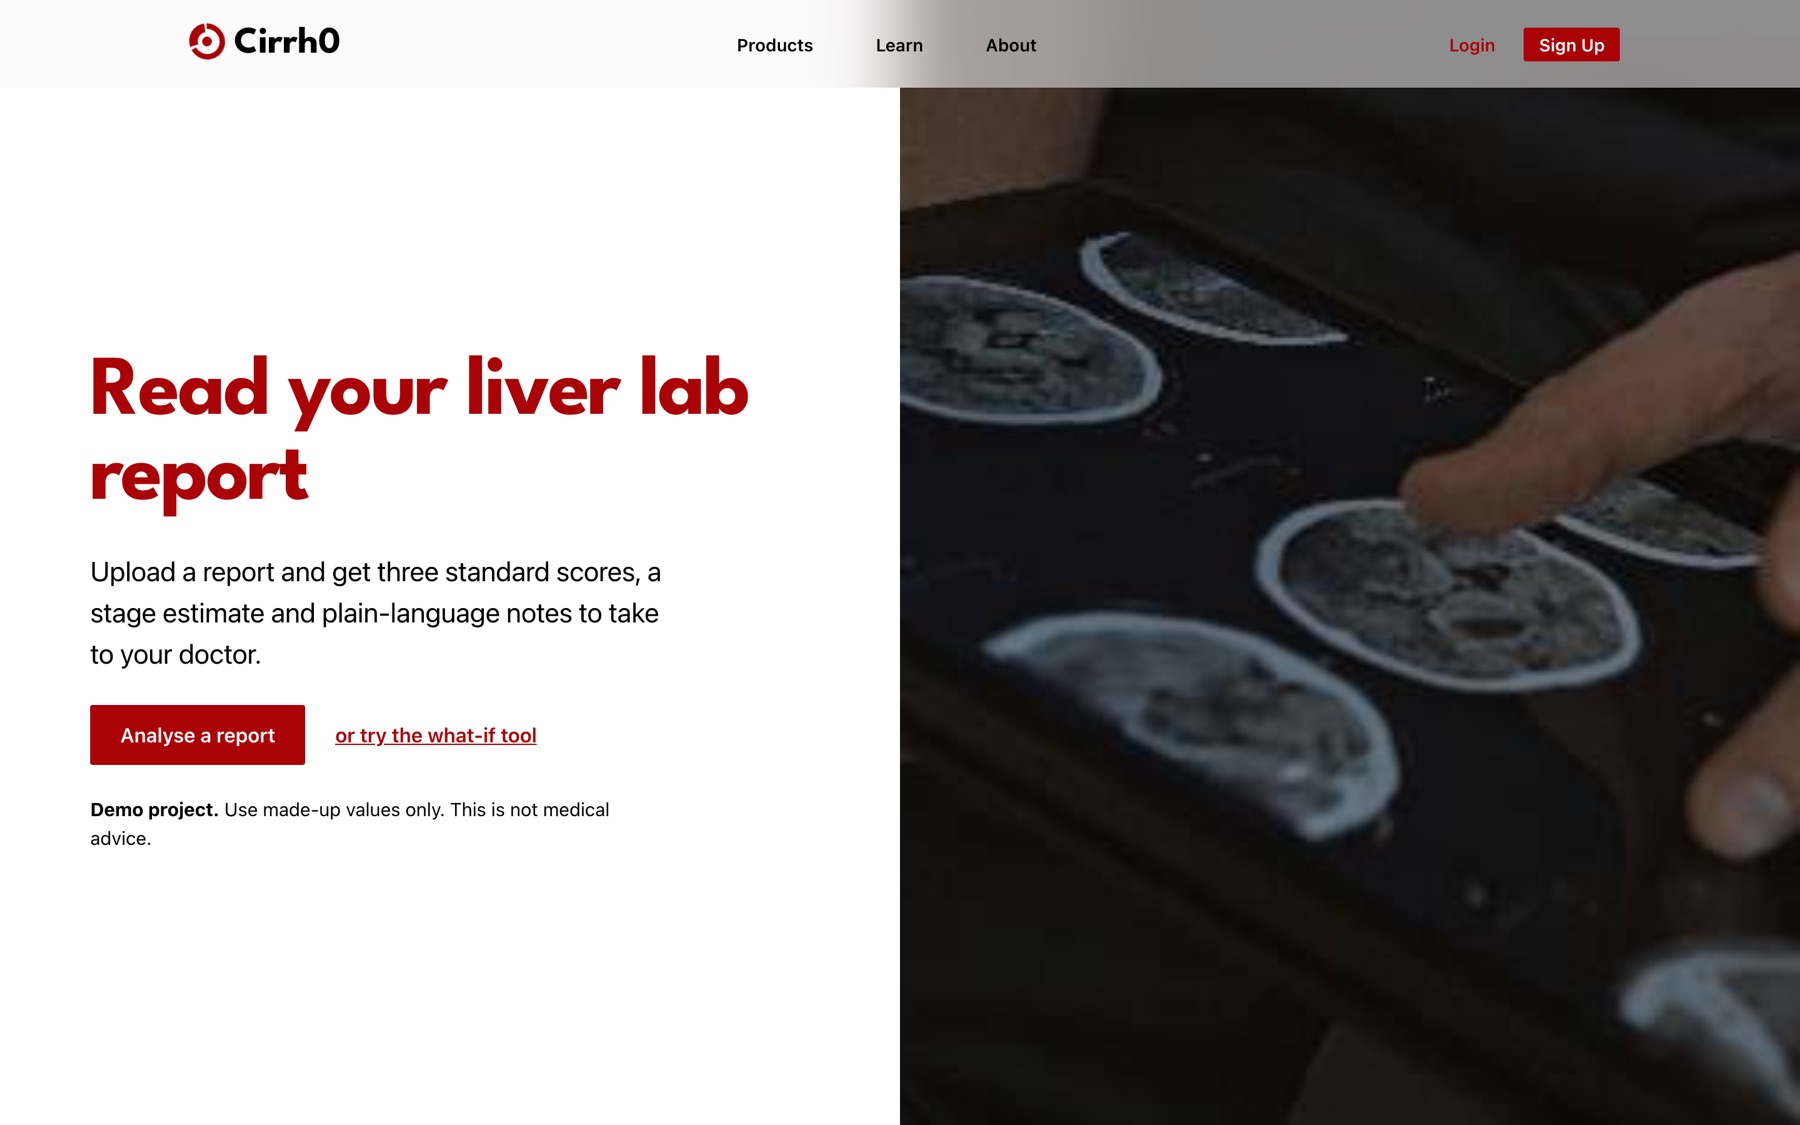 Cirrh0
Products Learn About
Login Sign Up
Read your liver lab
report
Upload a report and get three standard scores, a
stage estimate and plain-language notes to take
to your doctor.
Analyse a report or try the what-if tool
Demo project. Use made-up values only. This is not medical
advice.